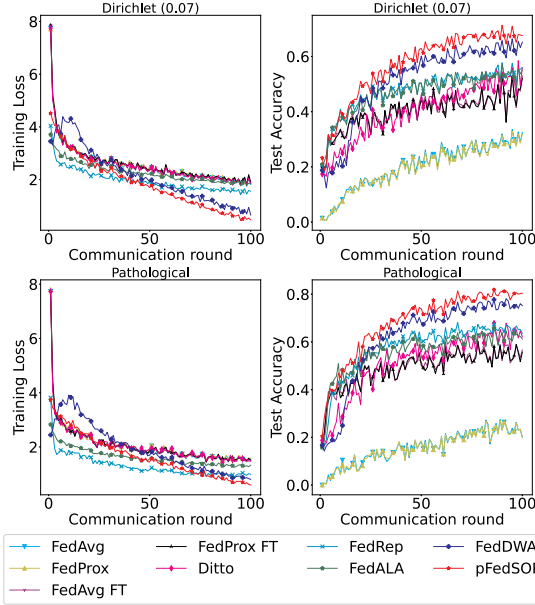 Dirichlet (0.07)
Dirichlet (0.07)
Training Loss
8
6
4
2
50
100
Communication round
Test Accuracy
0.6
0.4
0.2
0.0
0
50
100
Communication round
Pathological
Pathological
8
6
4
2
50
100
Training Loss
Communication round
0.8
0.6
0.4
0.2
0.0
0
50
100
Test Accuracy
Communication round
FedAvg
FedProx
FedAvg FT
FedProx FT
Ditto
FedRep
FedALA
FedDWA